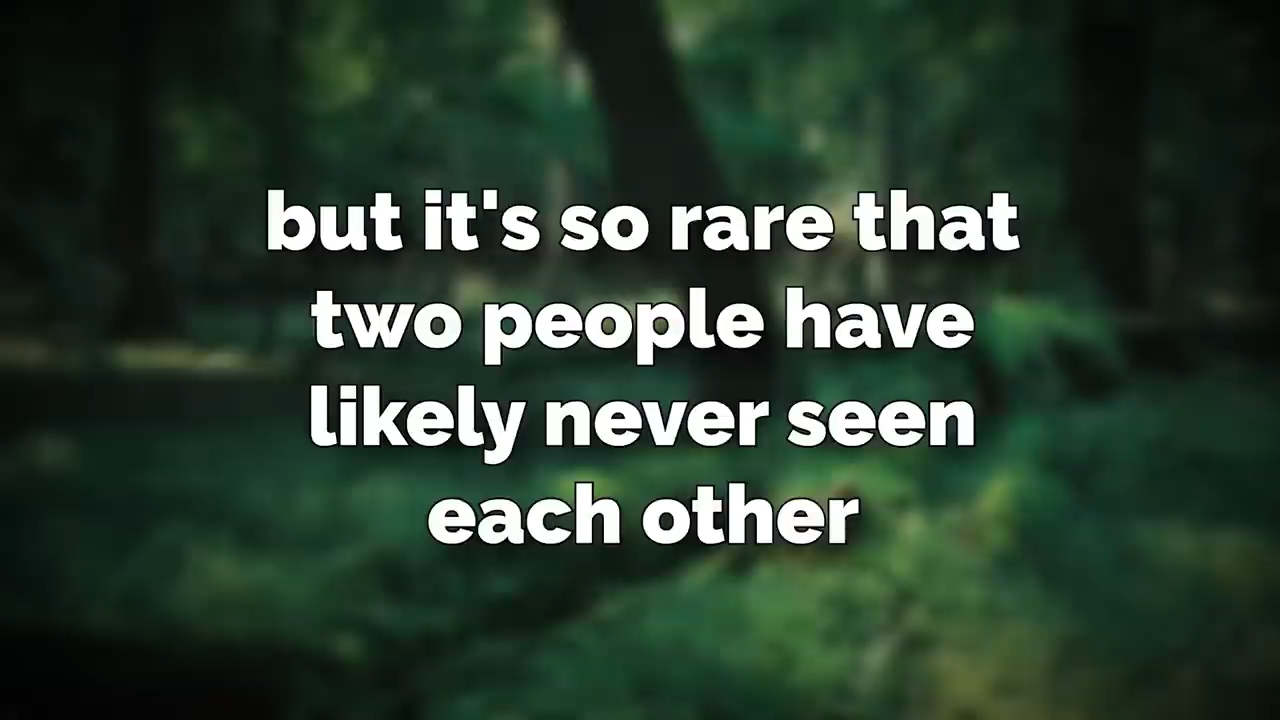 but it's so rare that
two people have
likely never seen
each other